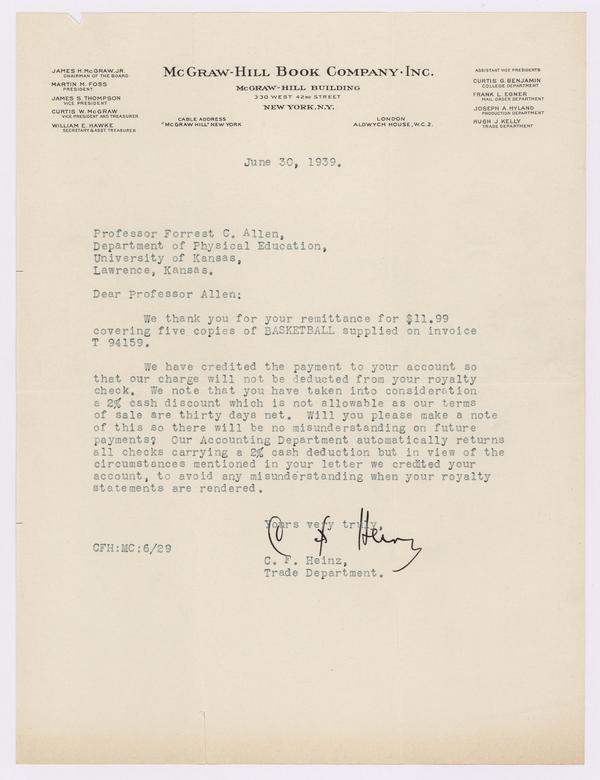 JAMES H. McGRAW, JR.
CHAIRMAN OF THE BOARD
MARTIN M. FOSS
PRESIDENT
JAMES S. THOMPSON
VICE PRESIDENT
CURTIS W. McGRAW
VICE PRESIDENT AND TREASURER
WILLIAM E. HAWKE
SECRETARY & ASST. TREASURER
McGRAW-HILL BOOK COMPANY · INC.
McGRAW-HILL BUILDING
330 WEST 42ND STREET
NEW YORK, N.Y.
CABLE ADDRESS
"McGRAW HILL" NEW YORK
LONDON
ALDWYCH HOUSE, W.C.2.
ASSISTANT VICE PRESIDENTS
CURTIS G. BENJAMIN
COLLEGE DEPARTMENT
FRANK L. EGNER
MAIL ORDER DEPARTMENT
JOSEPH A. HYLAND
PRODUCTION DEPARTMENT
HUGH J. KELLY
TRADE DEPARTMENT
June 30, 1939.
Professor Forrest C. Allen,
Department of Physical Education,
University of Kansas,
Lawrence, Kansas.
Dear Professor Allen:
We thank you for your remittance for $11.99
covering five copies of BASKETBALL supplied on invoice
T 94159.
We have credited the payment to your account so
that our charge will not be deducted from your royalty
check. We note that you have taken into consideration
a 2% cash discount which is not allowable as our terms
of sale are thirty days net. Will you please make a note
of this so there will be no misunderstanding on future
payments? Our Accounting Department automatically returns
all checks carrying a 2% cash deduction but in view of the
circumstances mentioned in your letter we credited your
account, to avoid any misunderstanding when your royalty
statements are rendered.
Yours very truly,
C F Heinz
CFH:MC:6/29
C. F. Heinz,
Trade Department.